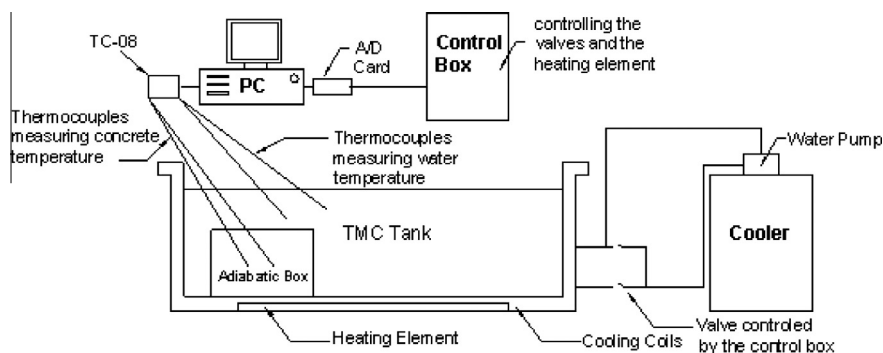 TC-08
PC
A/D
Card
Control
Box
controlling the
valves and the
heating element
Thermocouples
measuring concrete
temperature
Thermocouples
measuring water
temperature
Water Pump
TMC Tank
Cooler
Adiabatic Box
Heating Element
Cooling Coils
Valve controled
by the control box